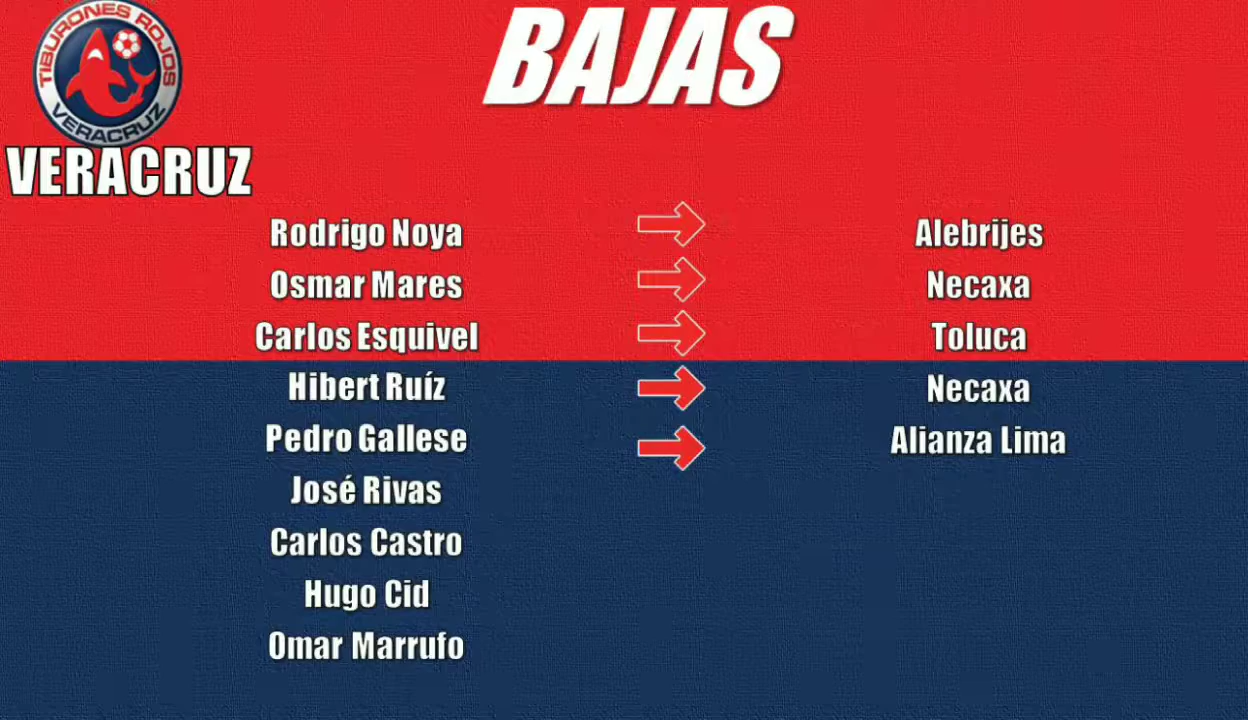 TIBURONES ROJOS
VERACRUZ
BAJAS
VERACRUZ
Rodrigo Noya Alebrijes
Osmar Mares Necaxa
Carlos Esquivel Toluca
Hibert Ruíz Necaxa
Pedro Gallese Alianza Lima
José Rivas
Carlos Castro
Hugo Cid
Omar Marrufo